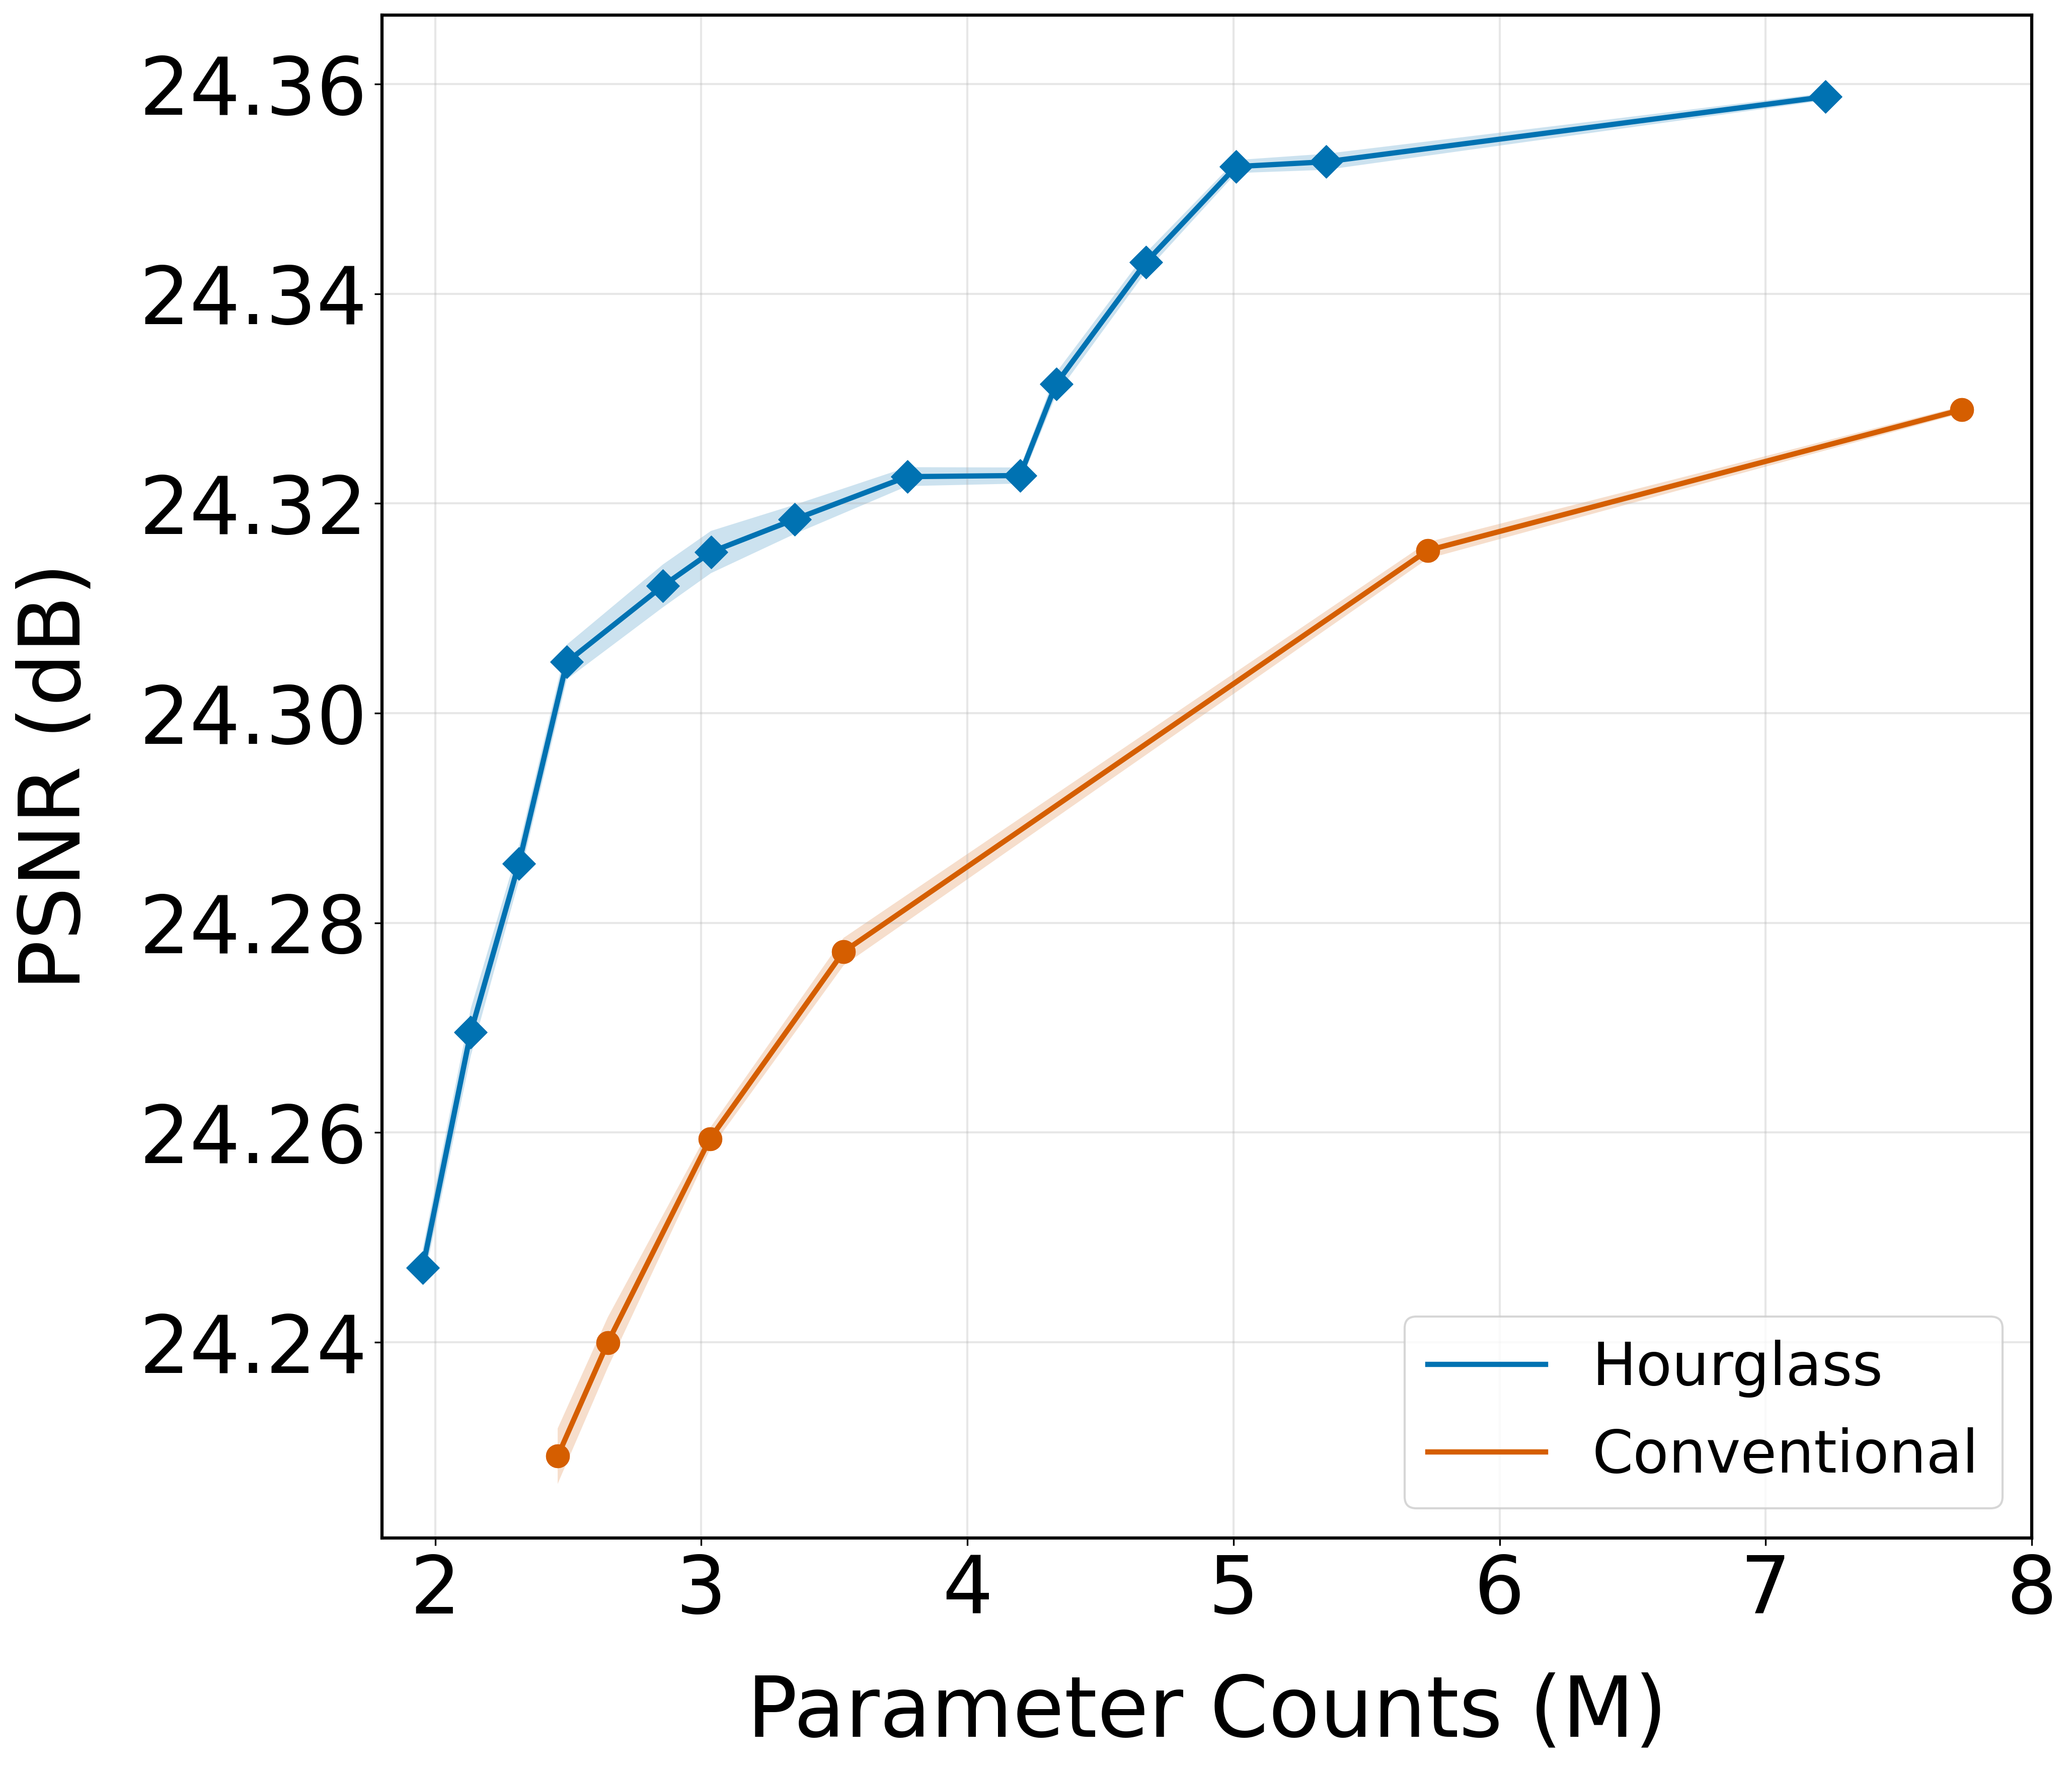 24.36
24.34
24.32
24.30
24.28
24.26
24.24
PSNR (dB)
2 3 4 5 6 7 8
Parameter Counts (M)
Hourglass
Conventional